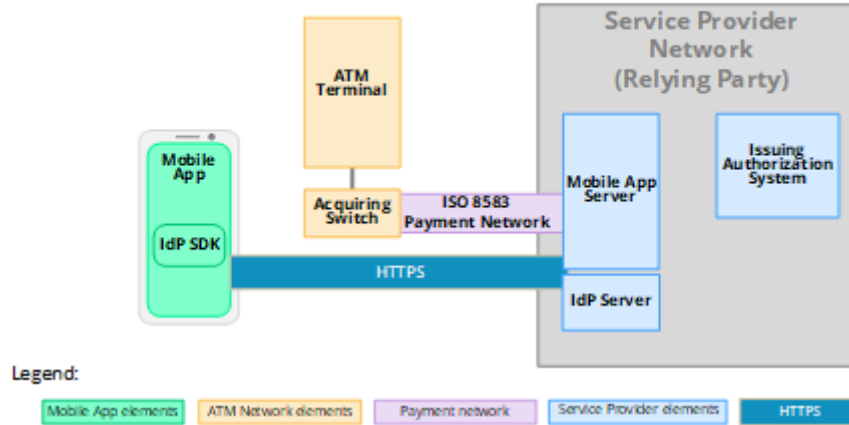 Service Provider
Network
(Relying Party)
ATM
Terminal
Mobile
App
Issuing
Authorization
System
Mobile App
Server
Acquiring
Switch
ISO 8583
Payment Network
IdP SDK
HTTPS
IdP Server
Legend:
Mobile App elements
ATM Network elements
Payment network
Service Provider elements
HTTPS